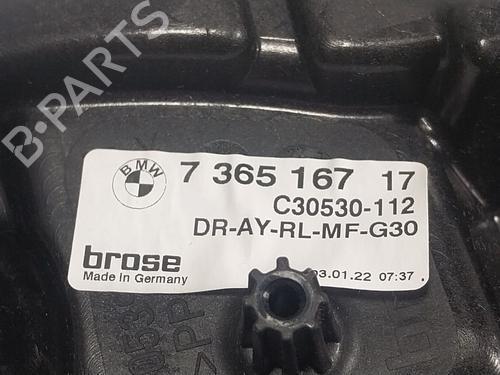 B-PARTS
BMW
7 365 167 17
C30530-112
DR-AY-RL-MF-G30
brose
Made in Germany
03.01.22 07:37
>PP